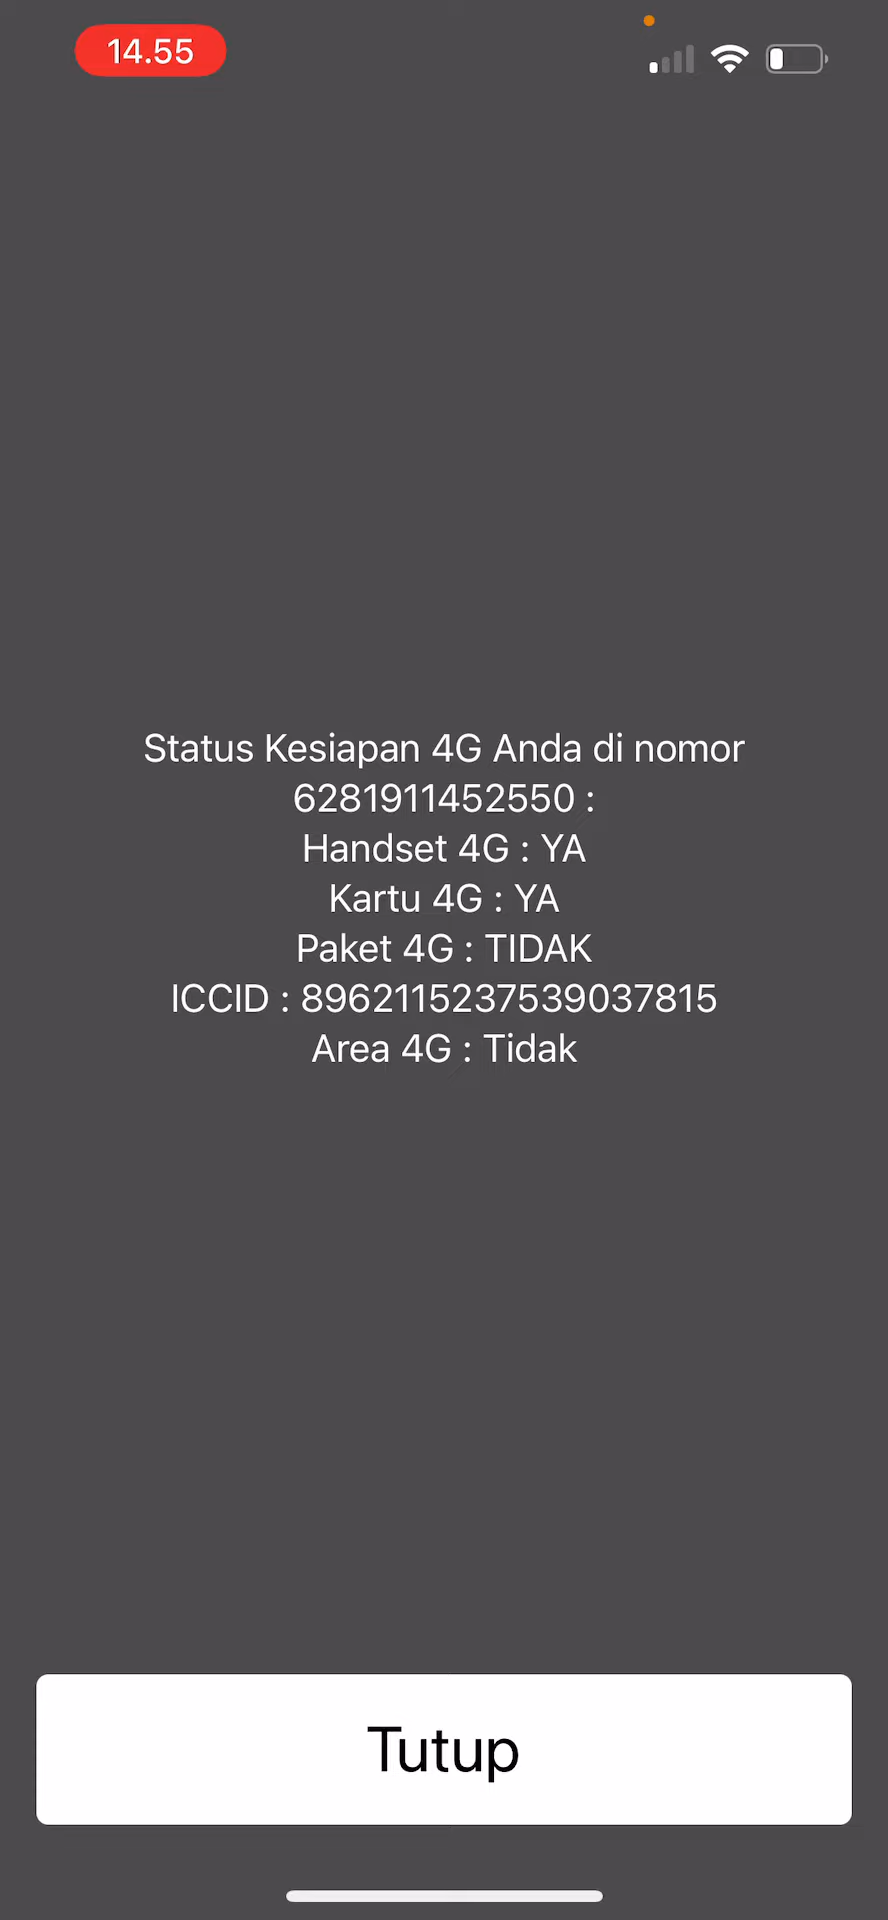 14.55
Status Kesiapan 4G Anda di nomor
6281911452550 :
Handset 4G : YA
Kartu 4G : YA
Paket 4G : TIDAK
ICCID : 8962115237539037815
Area 4G : Tidak
Tutup